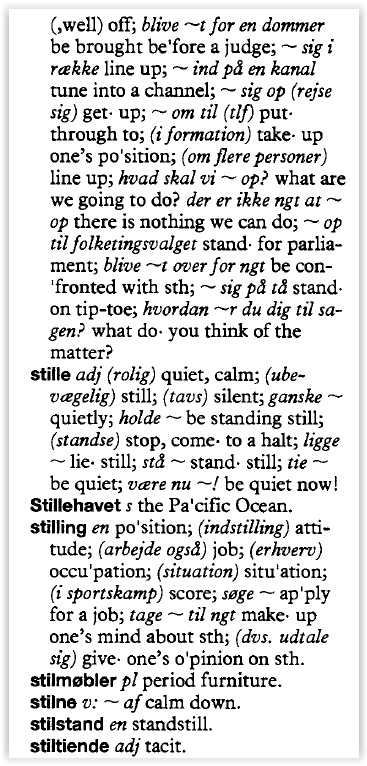 (,well) off; blive ~t for en dommer
be brought be'fore a judge; ~ sig i
række line up; ~ ind på en kanal
tune into a channel; ~ sig op (rejse
sig) get· up; ~ om til (tlf) put·
through to; (i formation) take· up
one's po'sition; (om flere personer)
line up; hvad skal vi ~ op? what are
we going to do? der er ikke ngt at ~
op there is nothing we can do; ~ op
til folketingsvalget stand· for parlia-
ment; blive ~t over for ngt be con-
'fronted with sth; ~ sig på tå stand·
on tip-toe; hvordan ~r du dig til sa-
gen? what do· you think of the
matter?
stille adj (rolig) quiet, calm; (ube-
vægelig) still; (tavs) silent; ganske ~
quietly; holde ~ be standing still;
(standse) stop, come· to a halt; ligge
~ lie· still; stå ~ stand· still; tie ~
be quiet; være nu ~! be quiet now!
Stillehavet s the Pa'cific Ocean.
stilling en po'sition; (indstilling) atti-
tude; (arbejde også) job; (erhverv)
occu'pation; (situation) situ'ation;
(i sportskamp) score; søge ~ ap'ply
for a job; tage ~ til ngt make· up
one's mind about sth; (dvs. udtale
sig) give· one's o'pinion on sth.
stilmøbler pl period furniture.
stilne v: ~ af calm down.
stilstand en standstill.
stiltiende adj tacit.